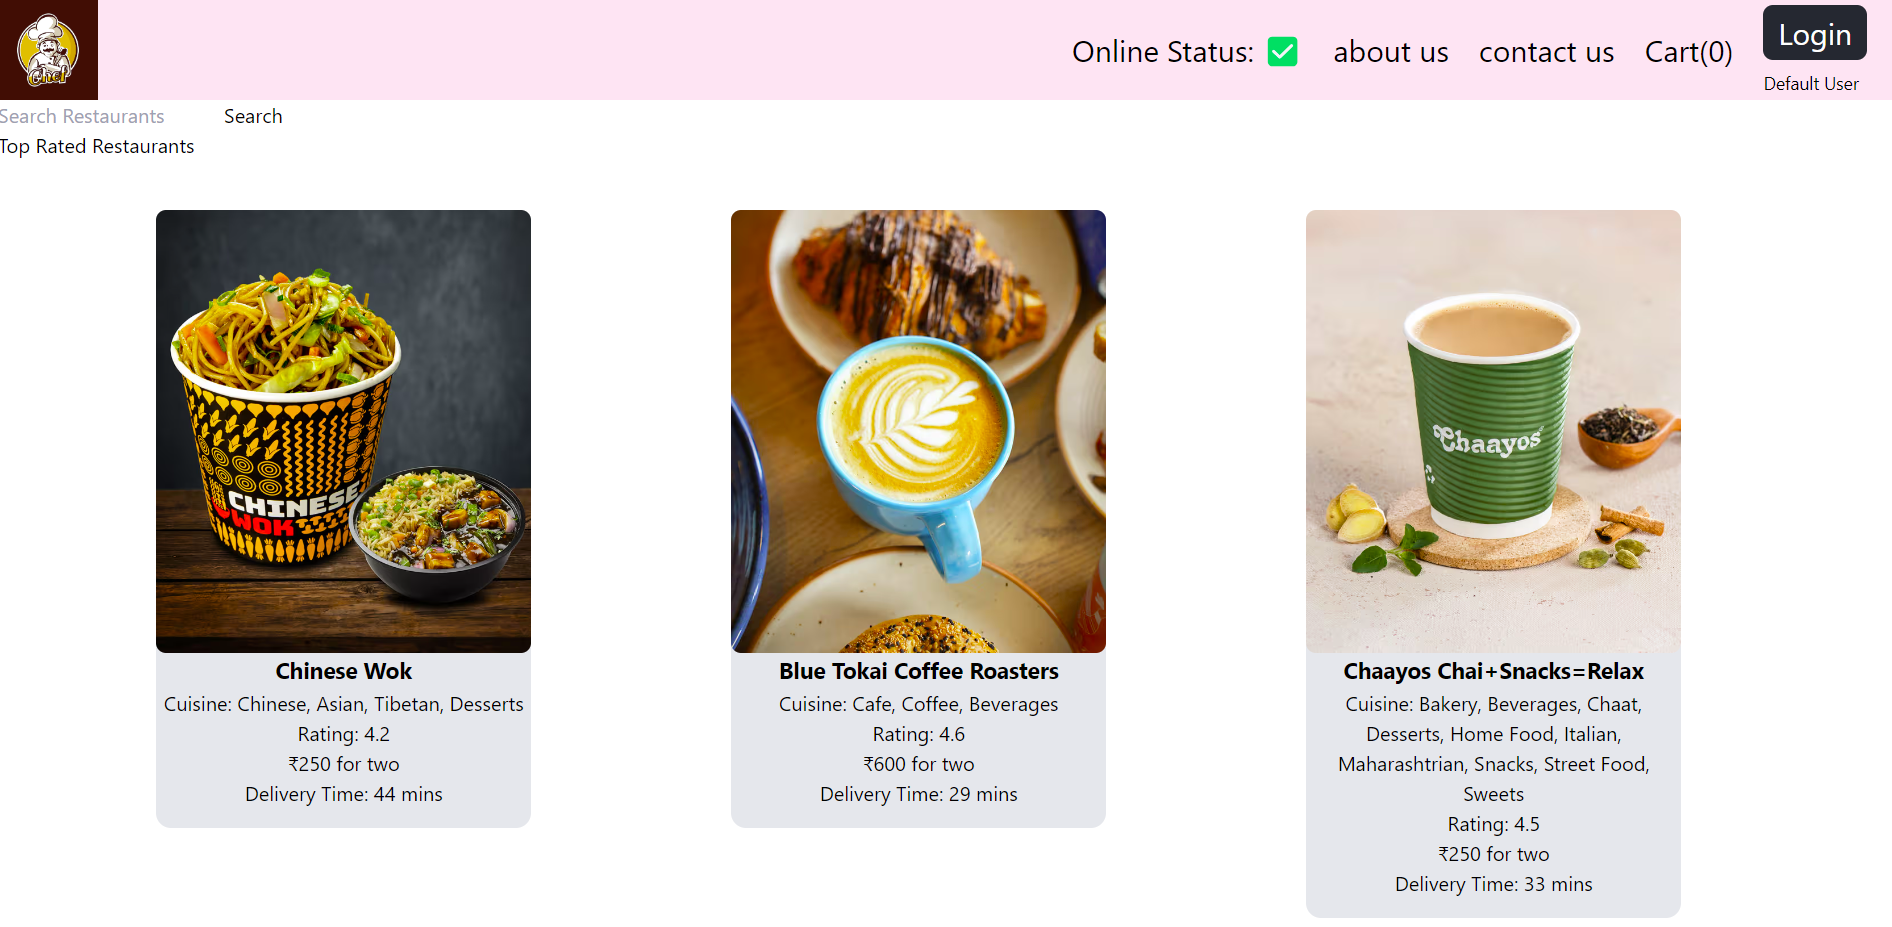 Chef
Online Status: ✅ about us contact us Cart(0) Login
Default User
Search Restaurants Search
Top Rated Restaurants
CHINESE
WOK
Chaayos
Chinese Wok
Cuisine: Chinese, Asian, Tibetan, Desserts
Rating: 4.2
₹250 for two
Delivery Time: 44 mins
Blue Tokai Coffee Roasters
Cuisine: Cafe, Coffee, Beverages
Rating: 4.6
₹600 for two
Delivery Time: 29 mins
Chaayos Chai+Snacks=Relax
Cuisine: Bakery, Beverages, Chaat,
Desserts, Home Food, Italian,
Maharashtrian, Snacks, Street Food,
Sweets
Rating: 4.5
₹250 for two
Delivery Time: 33 mins